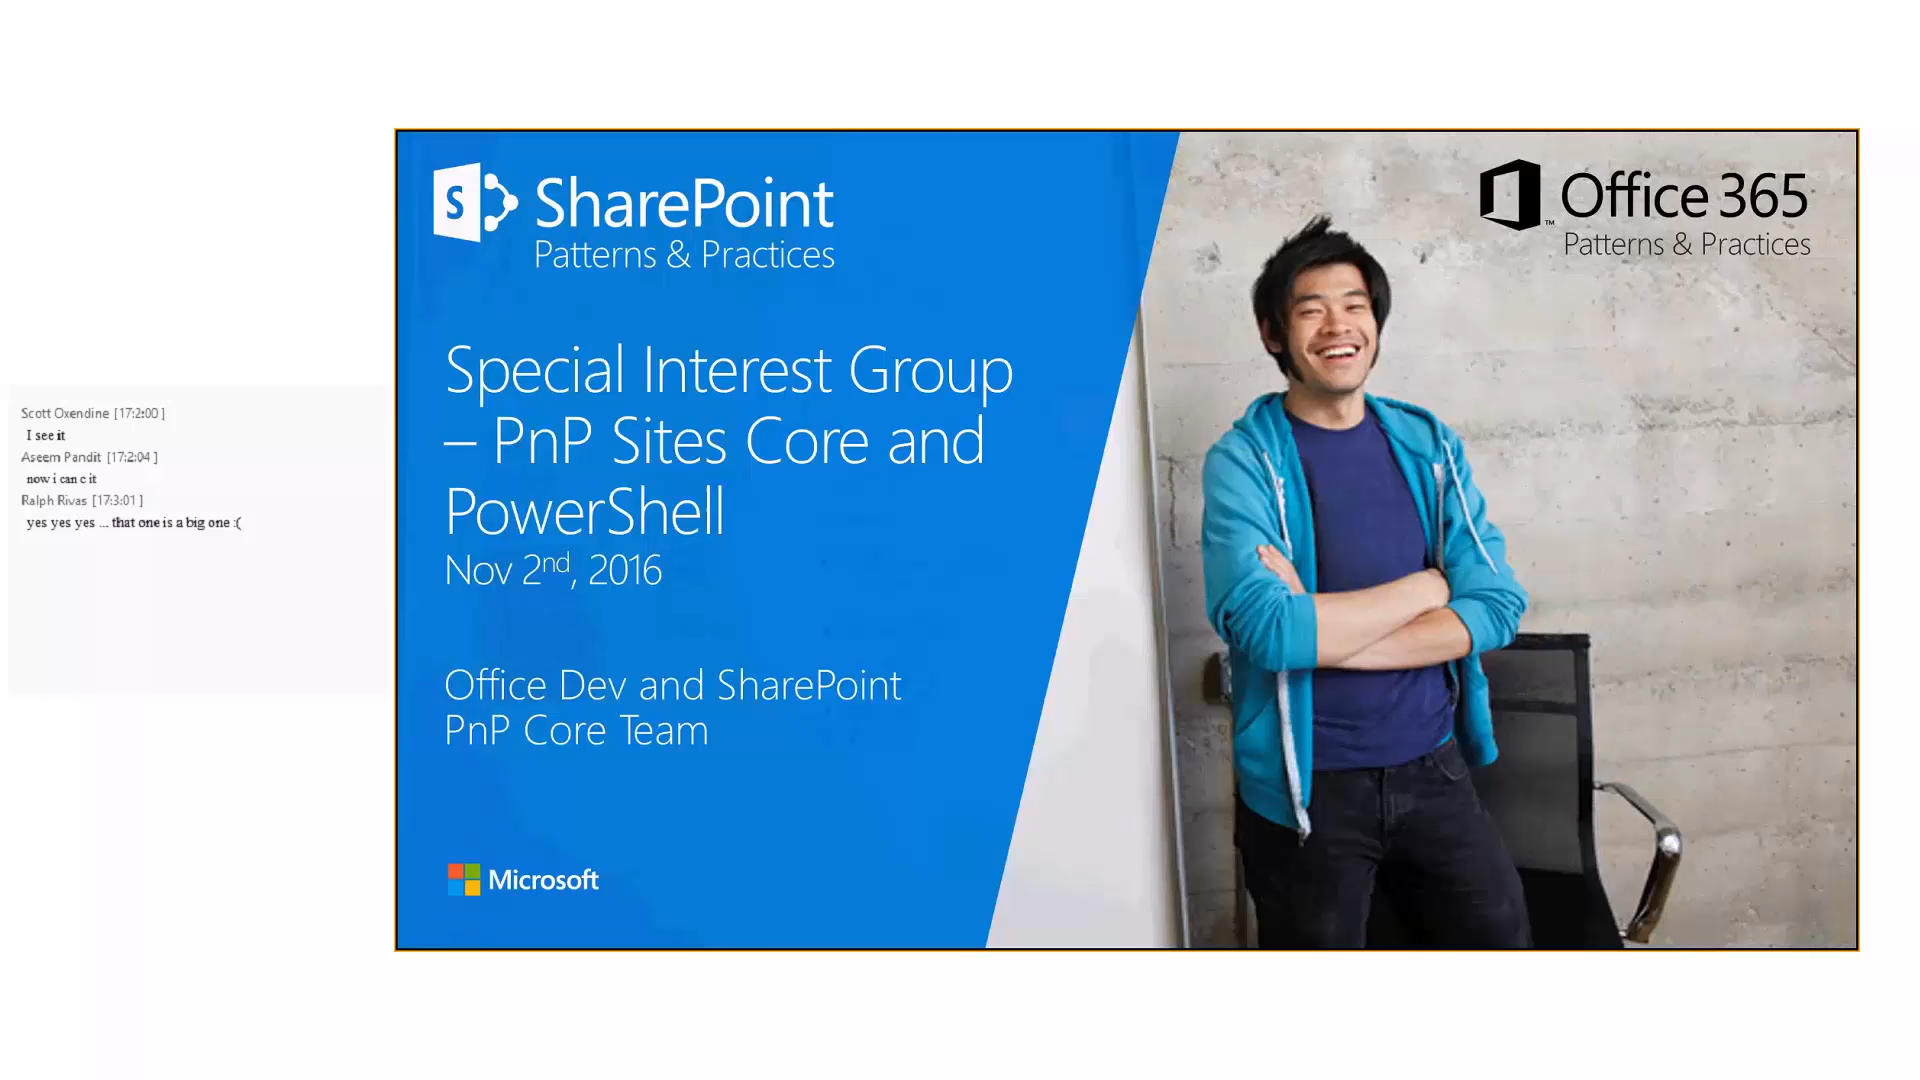 Scott Oxendine [17:2:00 ]
I see it
Aseem Pandit [17:2:04 ]
now i can c it
Ralph Rivas [17:3:01 ]
yes yes yes ... that one is a big one :(
S
SharePoint
Patterns & Practices
Office 365
™
Patterns & Practices
Special Interest Group
– PnP Sites Core and
PowerShell
Nov 2nd, 2016
Office Dev and SharePoint
PnP Core Team
Microsoft